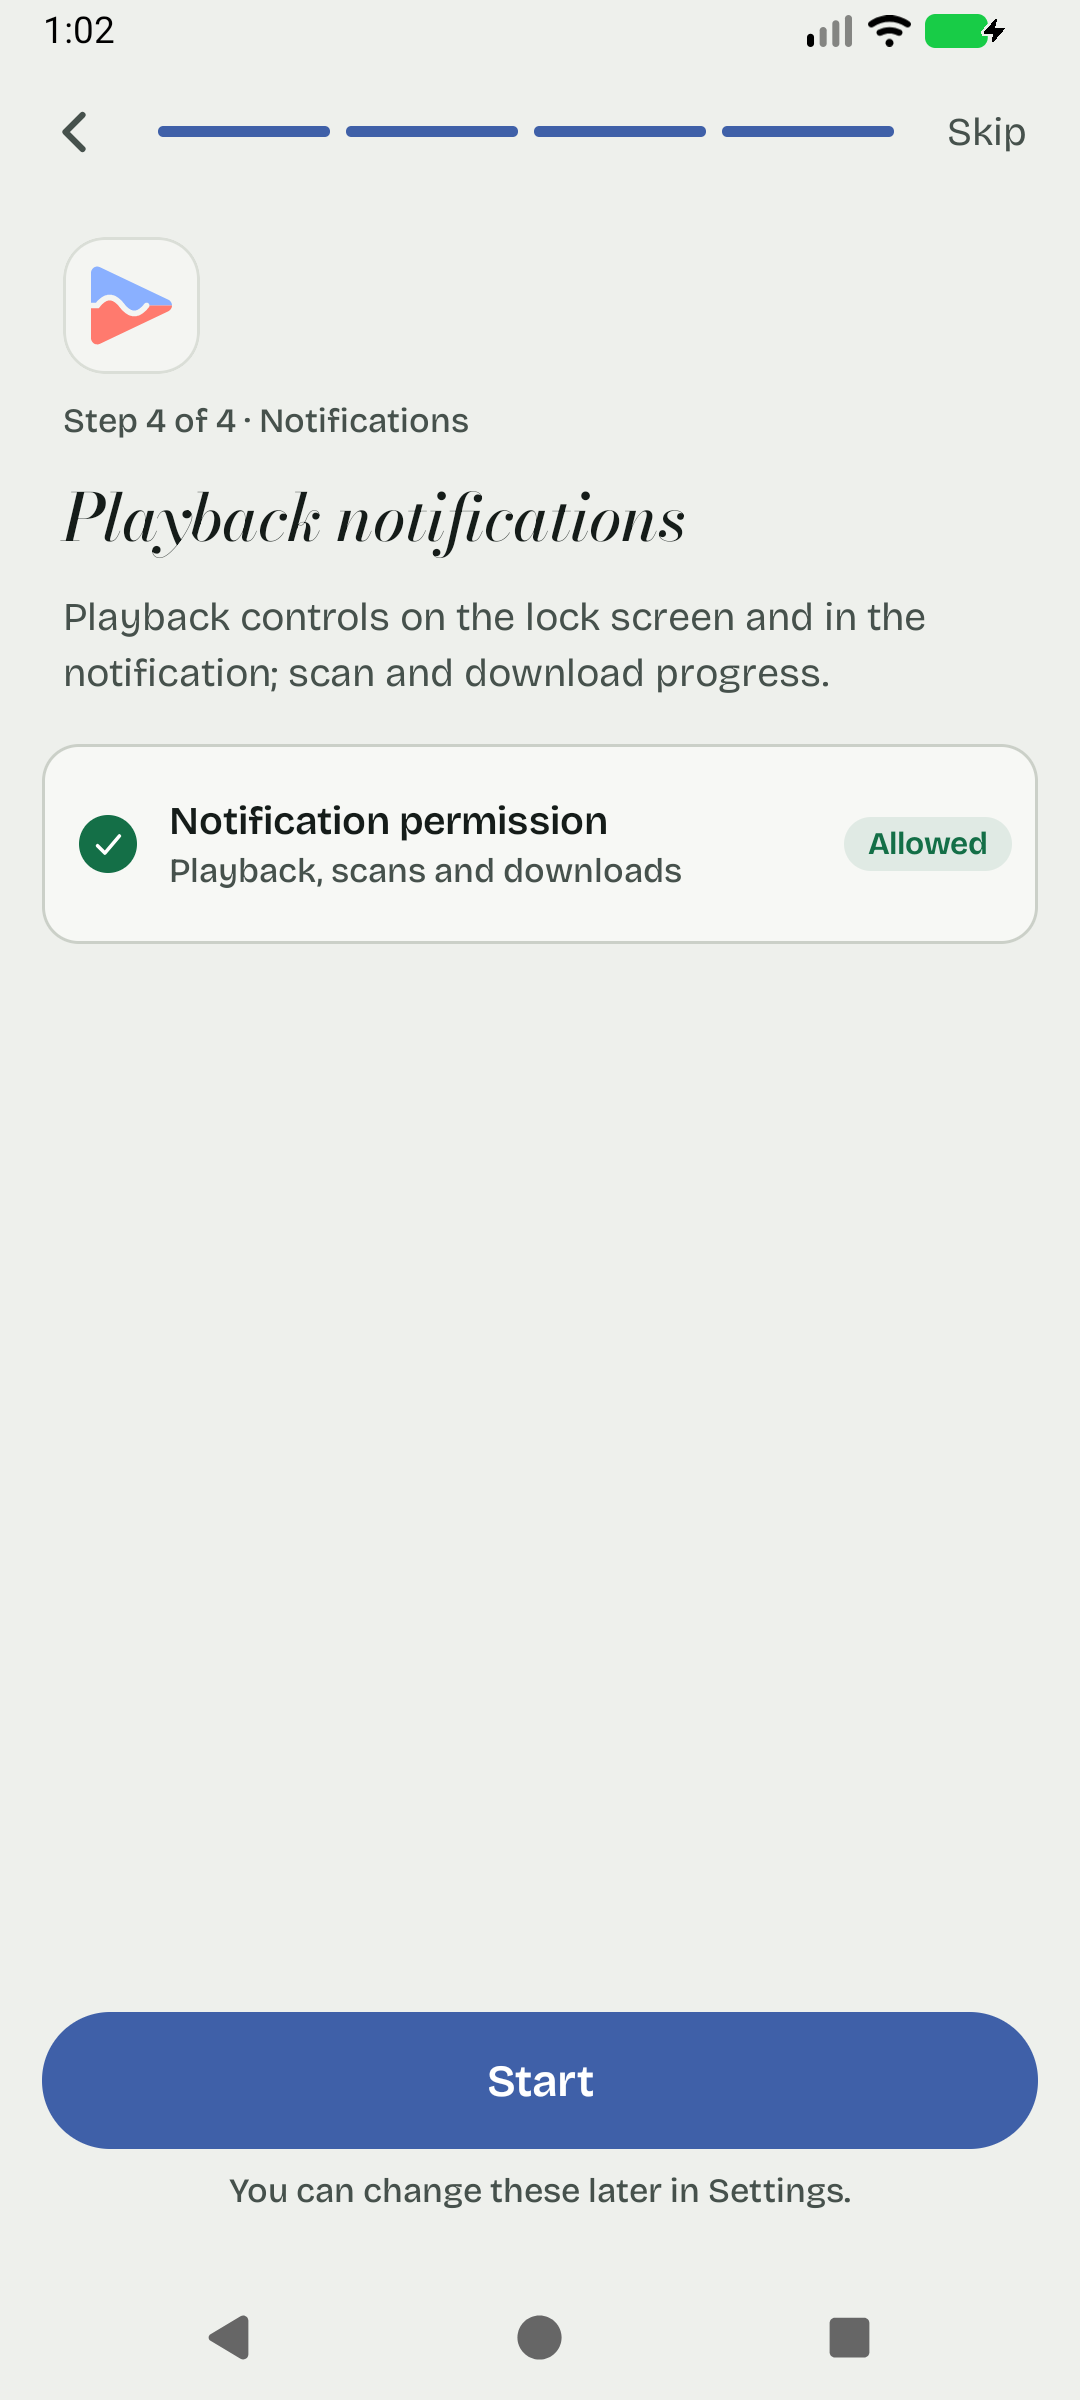 1:02
Skip
Step 4 of 4 · Notifications
Playback notifications
Playback controls on the lock screen and in the
notification; scan and download progress.
Notification permission
Playback, scans and downloads
Allowed
Start
You can change these later in Settings.